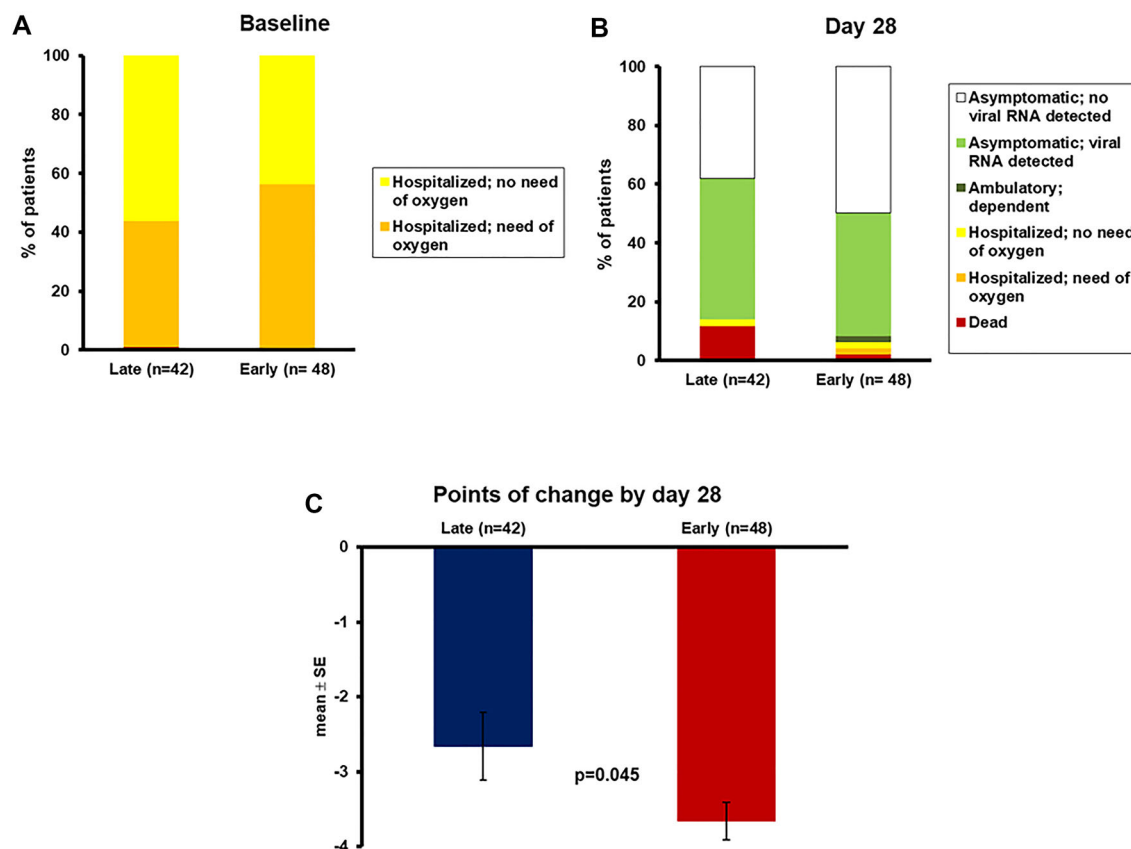 A
Baseline
% of patients
100
80
60
40
20
0
Late (n=42)
Early (n= 48)
Hospitalized; no need
of oxygen
Hospitalized; need of
oxygen
B
Day 28
% of patients
100
80
60
40
20
0
Late (n=42)
Early (n= 48)
Asymptomatic; no
viral RNA detected
Asymptomatic; viral
RNA detected
Ambulatory;
dependent
Hospitalized; no need
of oxygen
Hospitalized; need of
oxygen
Dead
C
Points of change by day 28
Late (n=42)
Early (n=48)
mean ± SE
0
-1
-2
-3
-4
p=0.045